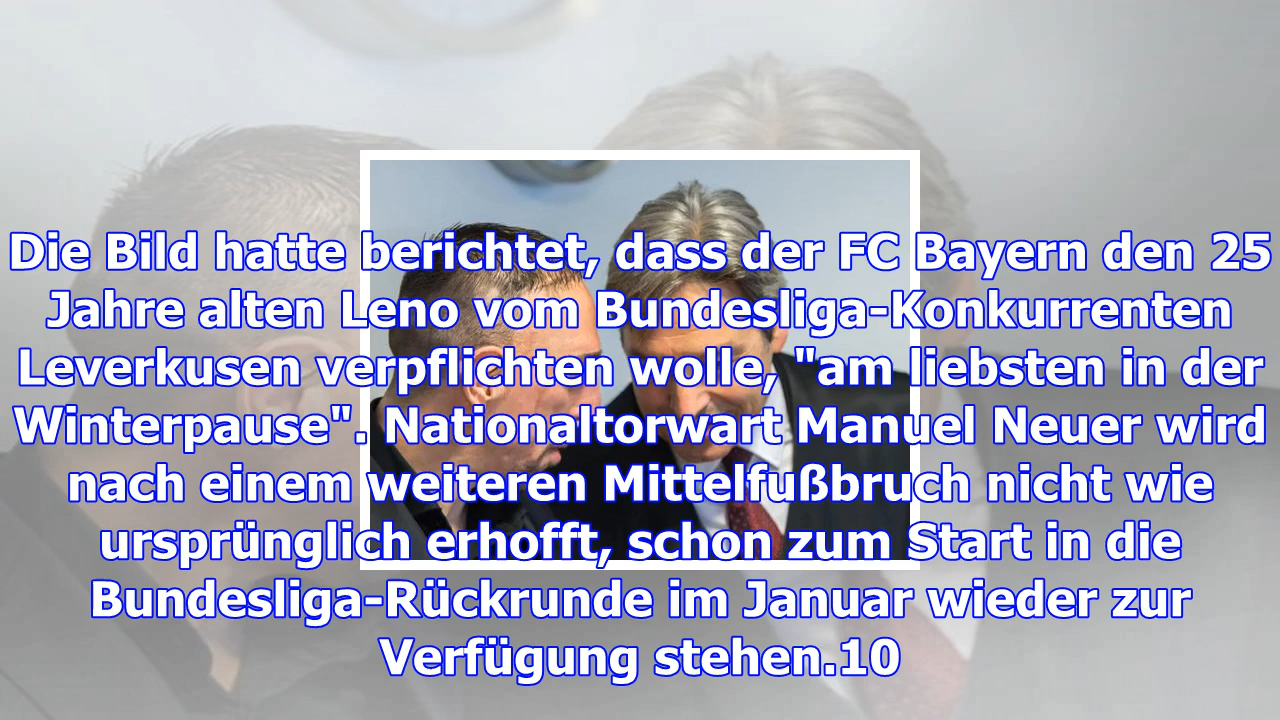 Die Bild hatte berichtet, dass der FC Bayern den 25
Jahre alten Leno vom Bundesliga-Konkurrenten
Leverkusen verpflichten wolle, "am liebsten in der
Winterpause". Nationaltorwart Manuel Neuer wird
nach einem weiteren Mittelfußbruch nicht wie
ursprünglich erhofft, schon zum Start in die
Bundesliga-Rückrunde im Januar wieder zur
Verfügung stehen.10